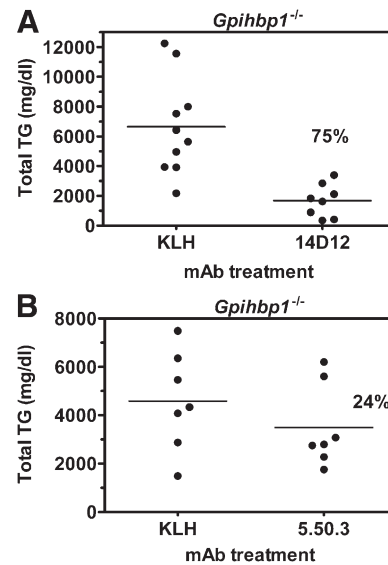 A
Gpihbp1-/-
Total TG (mg/dl)
12000
10000
8000
6000
4000
2000
0
75%
KLH 14D12
mAb treatment
B
Gpihbp1-/-
Total TG (mg/dl)
8000
6000
4000
2000
0
24%
KLH 5.50.3
mAb treatment